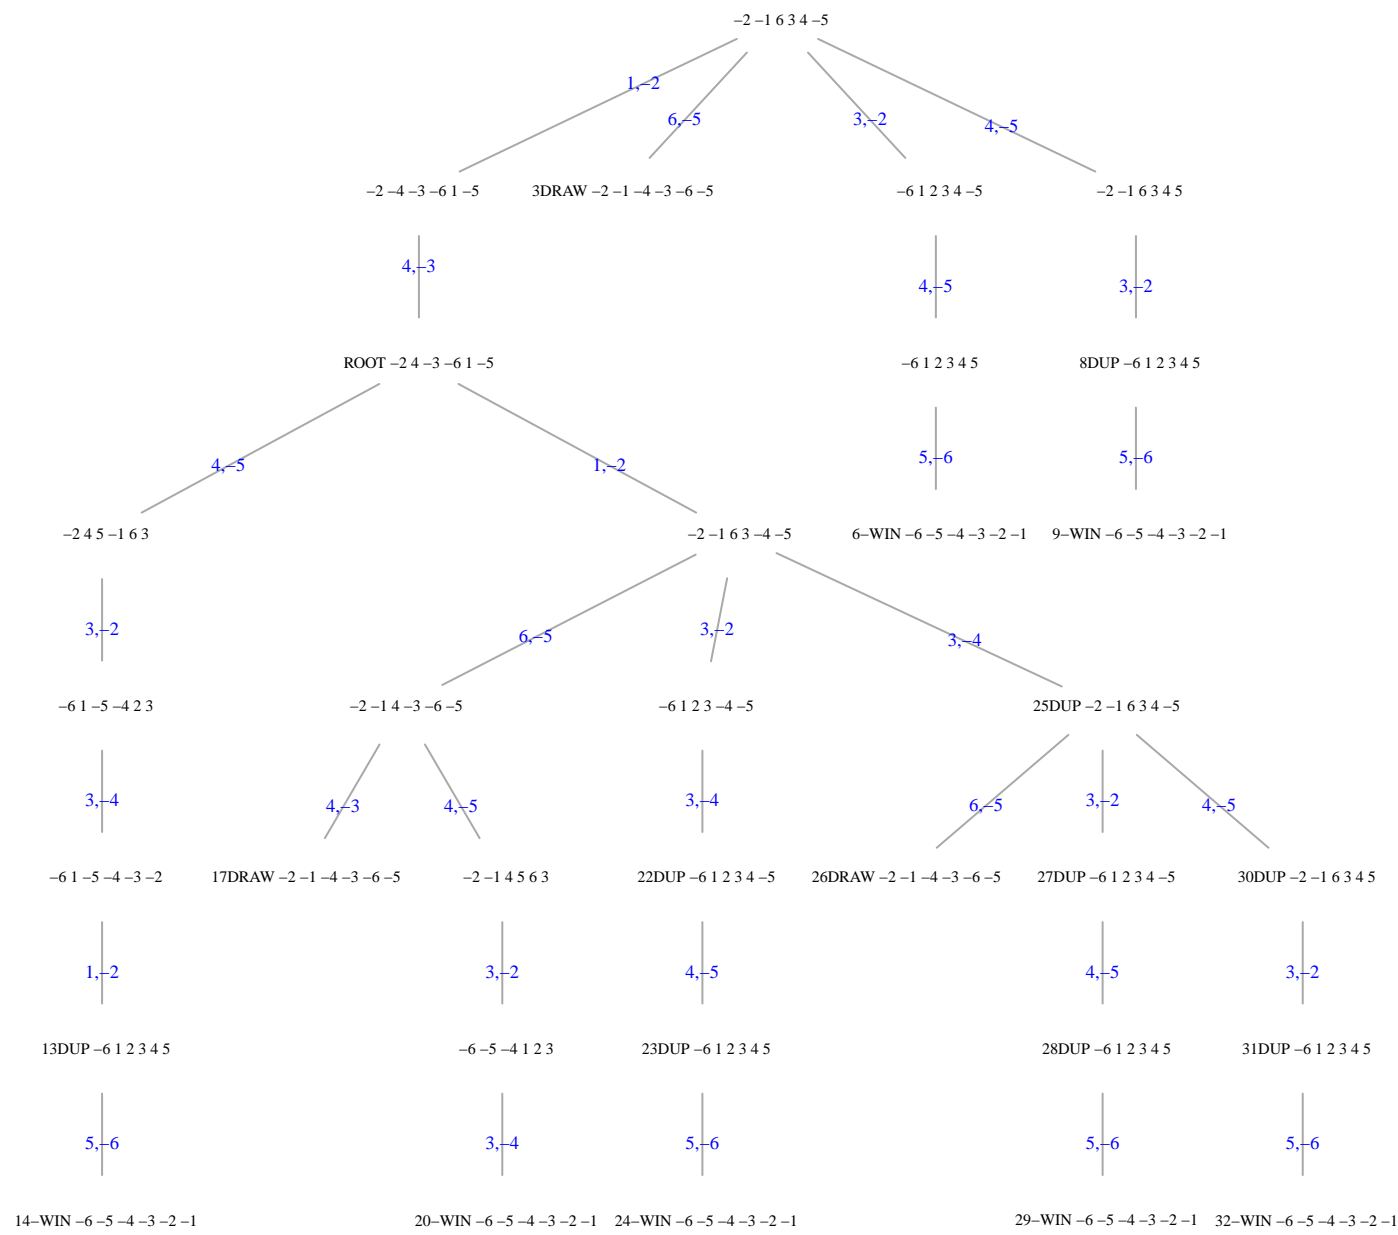 –2 –1 6 3 4 –5
1,–2
6,–5
3,–2
4,–5
–2 –4 –3 –6 1 –5
3DRAW –2 –1 –4 –3 –6 –5
–6 1 2 3 4 –5
–2 –1 6 3 4 5
4,–3
4,–5
3,–2
ROOT –2 4 –3 –6 1 –5
–6 1 2 3 4 5
8DUP –6 1 2 3 4 5
4,–5
1,–2
5,–6
5,–6
–2 4 5 –1 6 3
–2 –1 6 3 –4 –5
6–WIN –6 –5 –4 –3 –2 –1
9–WIN –6 –5 –4 –3 –2 –1
3,–2
6,–5
3,–2
3,–4
–6 1 –5 –4 2 3
–2 –1 4 –3 –6 –5
–6 1 2 3 –4 –5
25DUP –2 –1 6 3 4 –5
3,–4
4,–3
4,–5
3,–4
6,–5
3,–2
4,–5
–6 1 –5 –4 –3 –2
17DRAW –2 –1 –4 –3 –6 –5
–2 –1 4 5 6 3
22DUP –6 1 2 3 4 –5
26DRAW –2 –1 –4 –3 –6 –5
27DUP –6 1 2 3 4 –5
30DUP –2 –1 6 3 4 5
1,–2
3,–2
4,–5
4,–5
3,–2
13DUP –6 1 2 3 4 5
–6 –5 –4 1 2 3
23DUP –6 1 2 3 4 5
28DUP –6 1 2 3 4 5
31DUP –6 1 2 3 4 5
5,–6
3,–4
5,–6
5,–6
5,–6
14–WIN –6 –5 –4 –3 –2 –1
20–WIN –6 –5 –4 –3 –2 –1
24–WIN –6 –5 –4 –3 –2 –1
29–WIN –6 –5 –4 –3 –2 –1
32–WIN –6 –5 –4 –3 –2 –1